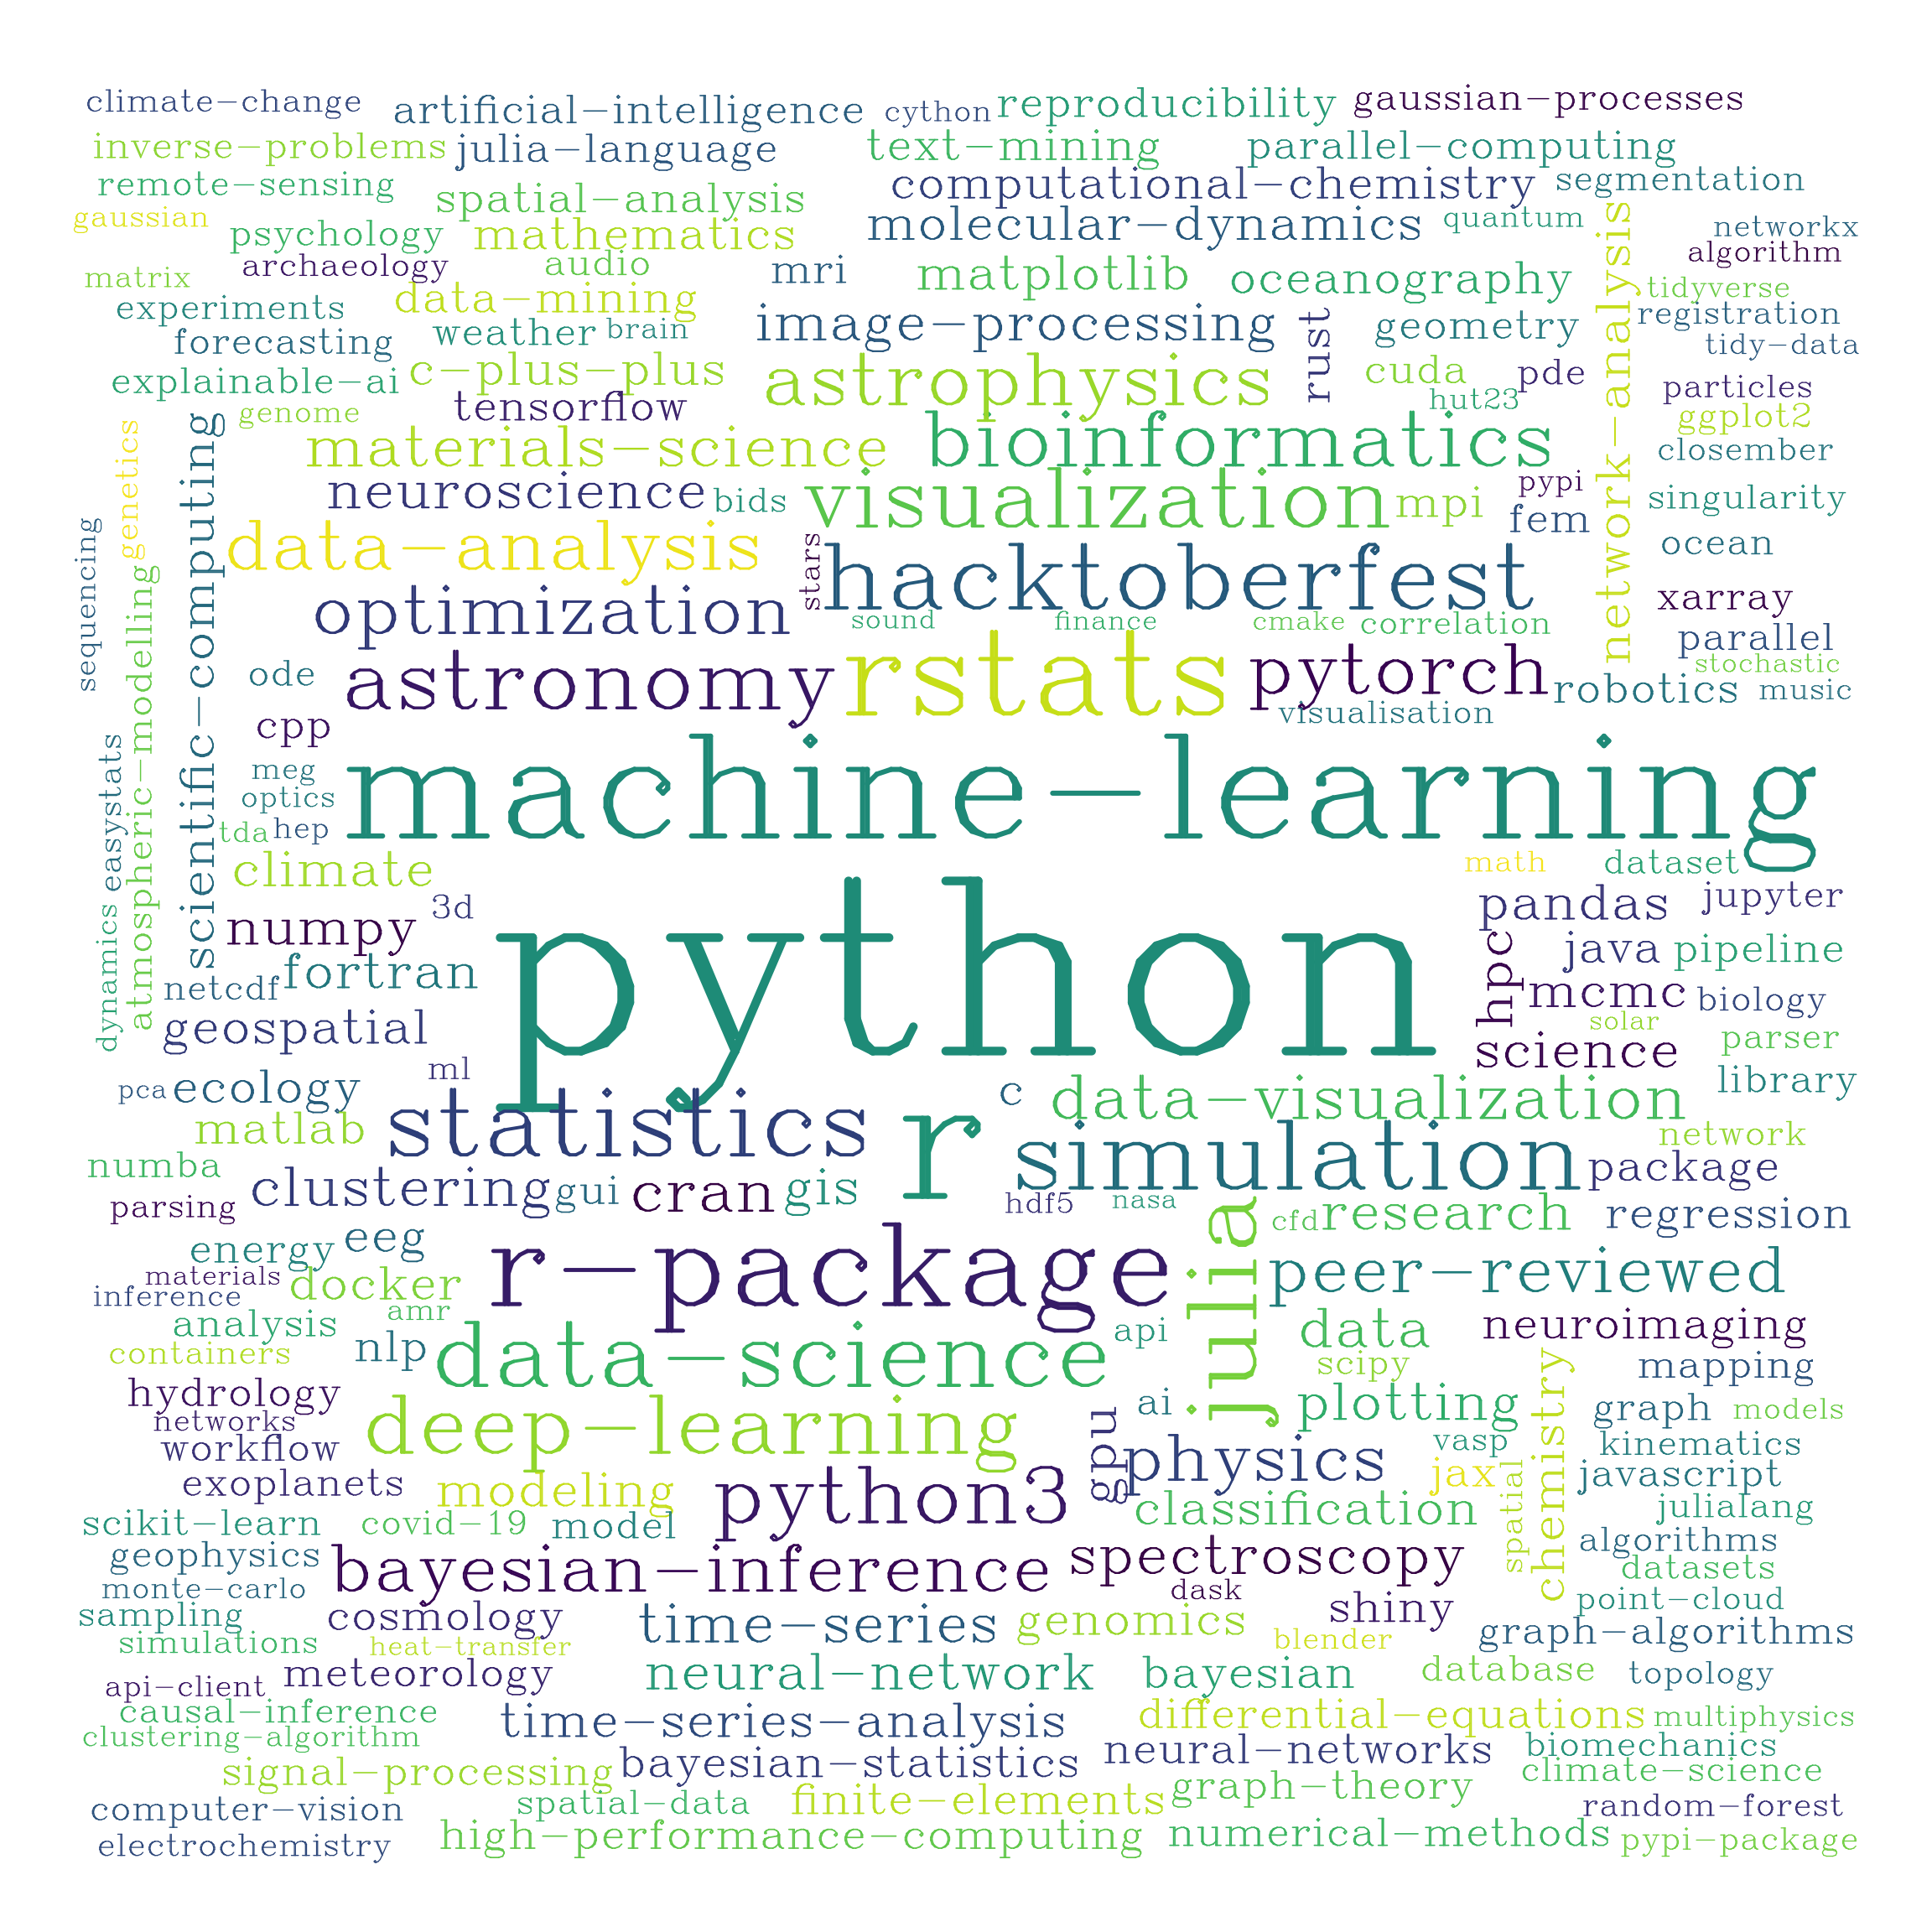 climate-change
artificial-intelligence
cython
reproducibility
gaussian-processes
inverse-problems
julia-language
text-mining
parallel-computing
remote-sensing
spatial-analysis
computational-chemistry
segmentation
gaussian
psychology
mathematics
molecular-dynamics
quantum
network-analysis
networkx
matrix
archaeology
audio
mri
matplotlib
oceanography
algorithm
tidyverse
experiments
data-mining
weather
brain
image-processing
rust
geometry
registration
forecasting
tidy-data
explainable-ai
c-plus-plus
astrophysics
cuda
pde
particles
genome
tensorflow
hut23
ggplot2
genetics
scientific-computing
materials-science
bioinformatics
closember
neuroscience
bids
visualization
mpi
pypi
singularity
sequencing
data-analysis
stars
hacktoberfest
fem
ocean
atmospheric-modelling
optimization
sound
finance
cmake
correlation
xarray
parallel
ode
astronomy
rstats
pytorch
stochastic
robotics
music
cpp
visualisation
easystats
meg
optics
tda
hep
machine-learning
climate
math
dataset
dynamics
numpy
3d
python
pandas
jupyter
netcdf
fortran
hpc
java
pipeline
geospatial
mcmc
biology
solar
science
parser
pca
ecology
ml
c
data-visualization
library
matlab
statistics
r
simulation
network
numba
clustering
gui
cran
gis
hdf5
nasa
package
parsing
julia
cfd
research
regression
energy
eeg
r-package
peer-reviewed
materials
inference
docker
amr
analysis
api
data
neuroimaging
containers
nlp
data-science
scipy
chemistry
mapping
hydrology
networks
deep-learning
ai
plotting
graph
models
workflow
gpu
physics
vasp
kinematics
exoplanets
modeling
python3
jax
spatial
javascript
scikit-learn
covid-19
model
classification
julialang
geophysics
bayesian-inference
spectroscopy
algorithms
datasets
monte-carlo
dask
shiny
point-cloud
sampling
cosmology
time-series
genomics
blender
graph-algorithms
simulations
heat-transfer
api-client
meteorology
neural-network
bayesian
database
topology
causal-inference
time-series-analysis
differential-equations
multiphysics
clustering-algorithm
signal-processing
bayesian-statistics
neural-networks
biomechanics
climate-science
computer-vision
spatial-data
finite-elements
graph-theory
random-forest
electrochemistry
high-performance-computing
numerical-methods
pypi-package